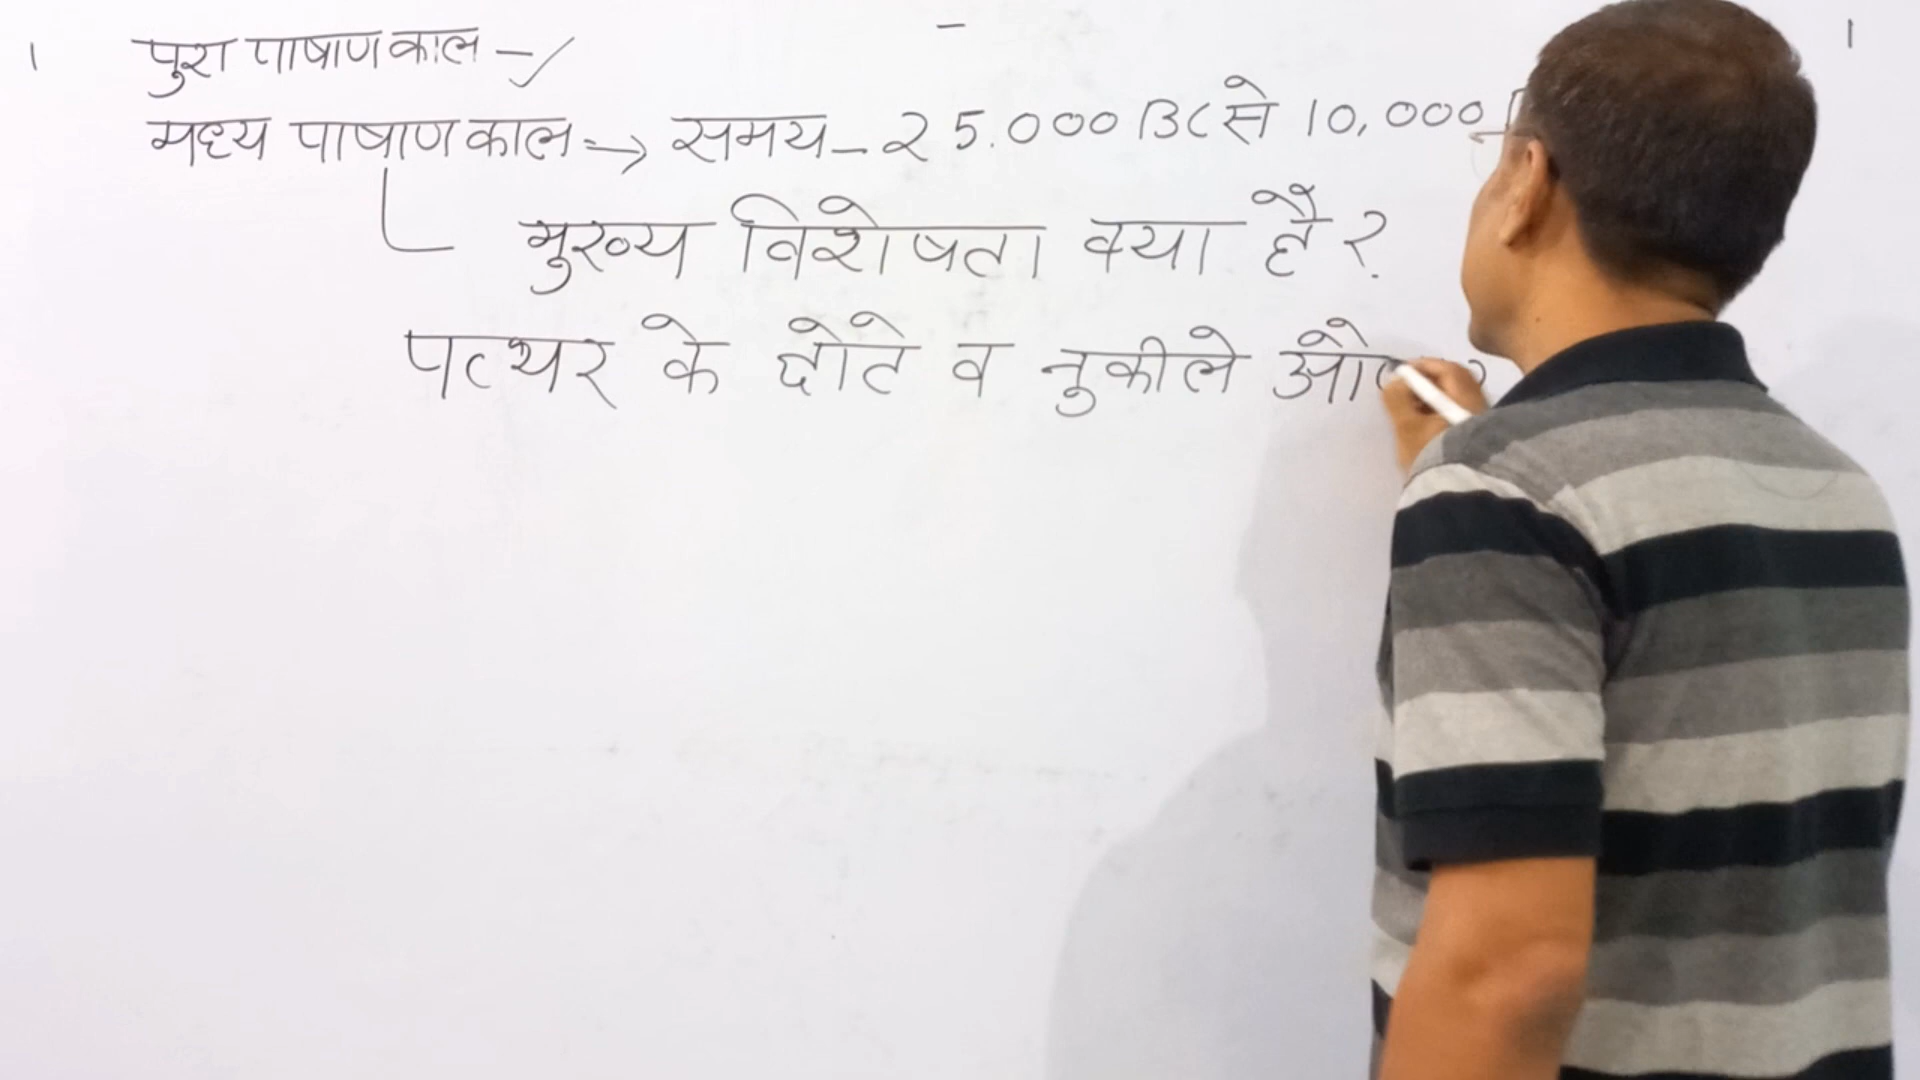 पुरा पाषाण काल -
मध्य पाषाण काल → समय - 25.000 BC से 10,000
मुख्य विशेषता क्या है?
पत्थर के छोटे व नुकीले